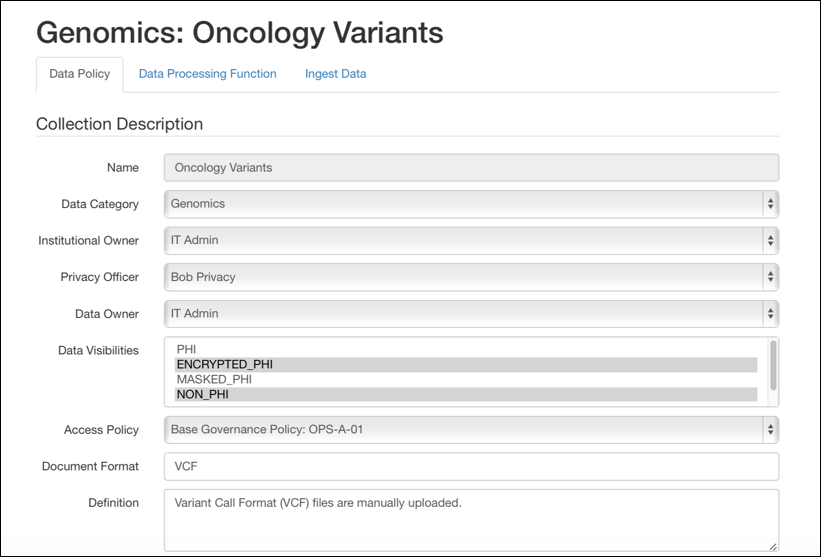 Genomics: Oncology Variants
Data Policy Data Processing Function Ingest Data
Collection Description
Name Oncology Variants
Data Category Genomics
Institutional Owner IT Admin
Privacy Officer Bob Privacy
Data Owner IT Admin
Data Visibilities PHI
ENCRYPTED_PHI
MASKED_PHI
NON_PHI
Access Policy Base Governance Policy: OPS-A-01
Document Format VCF
Definition Variant Call Format (VCF) files are manually uploaded.